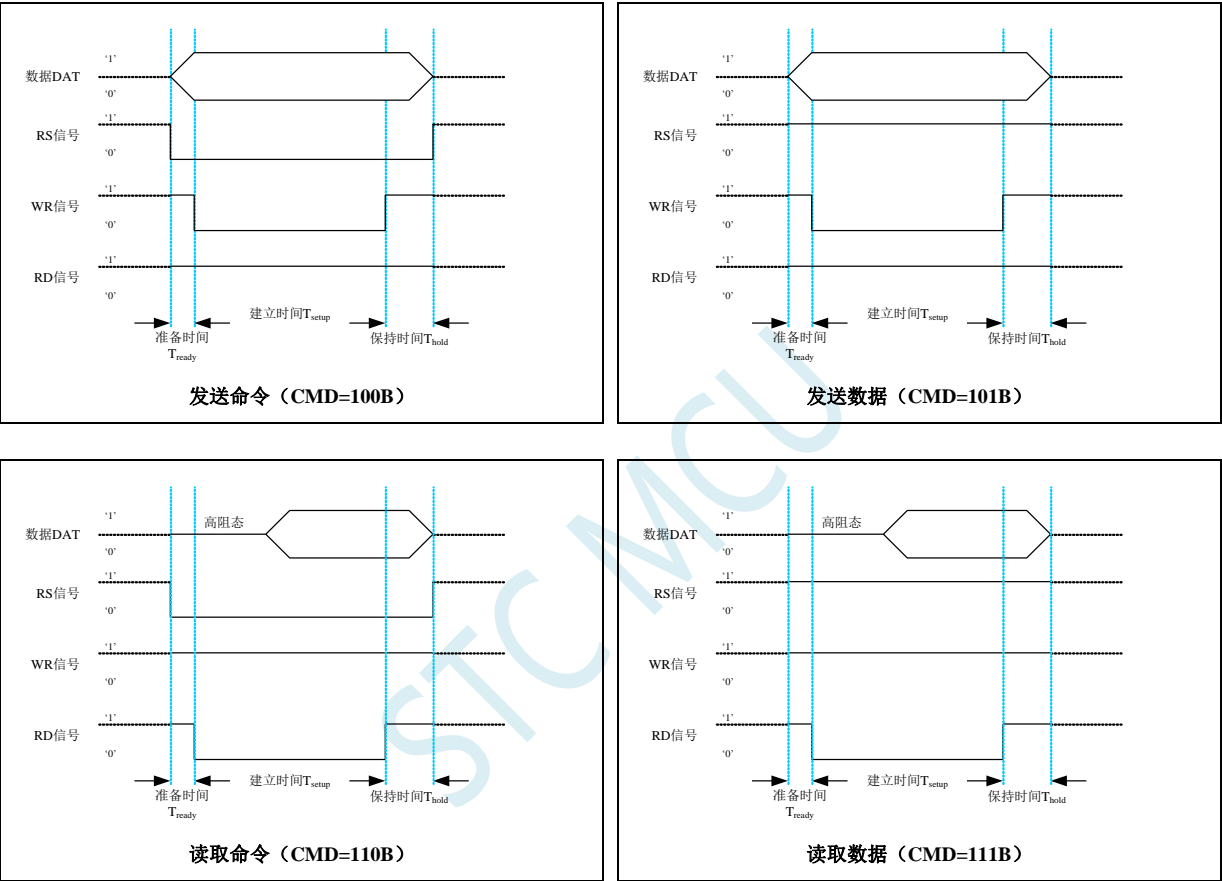 数据DAT
‘1’
‘0’
RS信号
‘1’
‘0’
WR信号
‘1’
‘0’
RD信号
‘1’
‘0’
建立时间Tsetup
准备时间
Tready
保持时间Thold
发送命令（CMD=100B）
数据DAT
‘1’
‘0’
RS信号
‘1’
‘0’
WR信号
‘1’
‘0’
RD信号
‘1’
‘0’
建立时间Tsetup
准备时间
Tready
保持时间Thold
发送数据（CMD=101B）
数据DAT
‘1’
‘0’
高阻态
RS信号
‘1’
‘0’
WR信号
‘1’
‘0’
RD信号
‘1’
‘0’
建立时间Tsetup
准备时间
Tready
保持时间Thold
读取命令（CMD=110B）
数据DAT
‘1’
‘0’
高阻态
RS信号
‘1’
‘0’
WR信号
‘1’
‘0’
RD信号
‘1’
‘0’
建立时间Tsetup
准备时间
Tready
保持时间Thold
读取数据（CMD=111B）
STC MCU